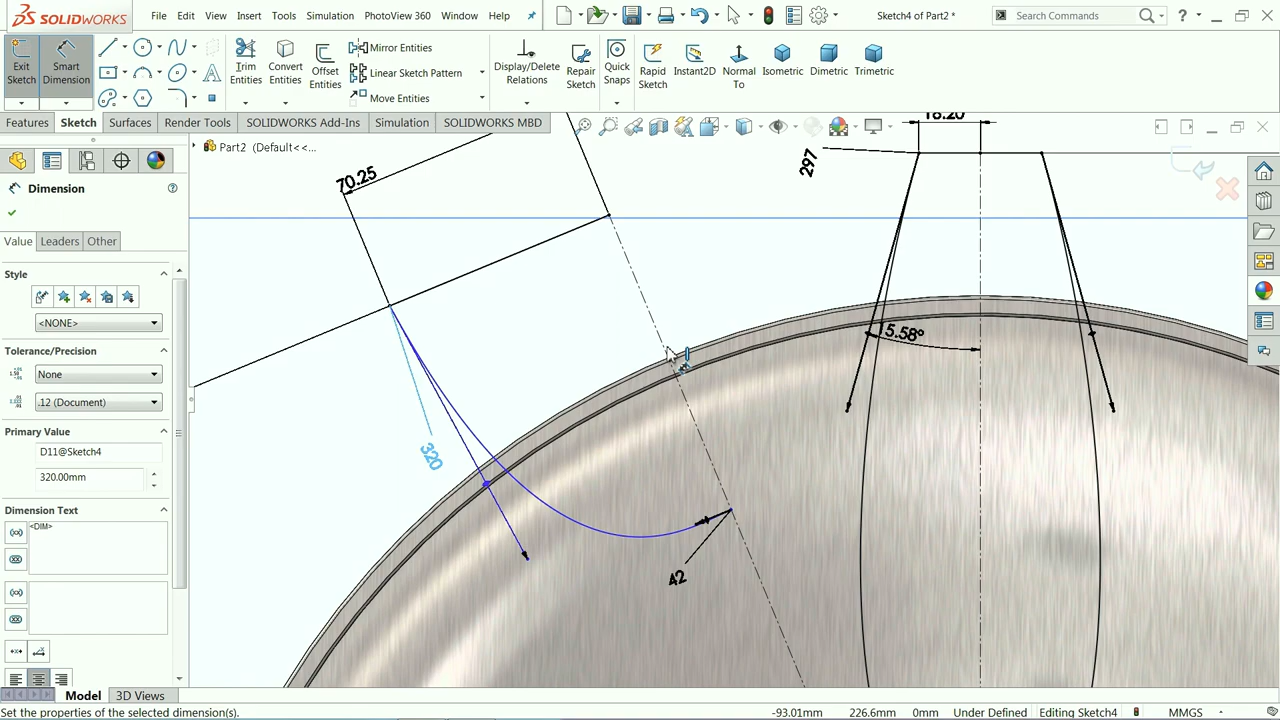 SOLIDWORKS
File Edit View Insert Tools Simulation PhotoView 360 Window Help
Sketch4 of Part2 *
Search Commands
Exit Sketch
Smart Dimension
Trim Entities
Convert Entities
Offset Entities
Mirror Entities
Linear Sketch Pattern
Move Entities
Display/Delete Relations
Repair Sketch
Quick Snaps
Rapid Sketch
Instant2D
Normal To
Isometric
Dimetric
Trimetric
Features Sketch Surfaces Render Tools SOLIDWORKS Add-Ins Simulation SOLIDWORKS MBD
Part2 (Default<<...
Dimension
Value Leaders Other
Style
<NONE>
Tolerance/Precision
None
.12 (Document)
Primary Value
D11@Sketch4
320.00mm
Dimension Text
<DIM>
70.25
320
42
297
5.58°
Model 3D Views
Set the properties of the selected dimension(s).
-93.01mm 226.6mm 0mm Under Defined Editing Sketch4 MMGS